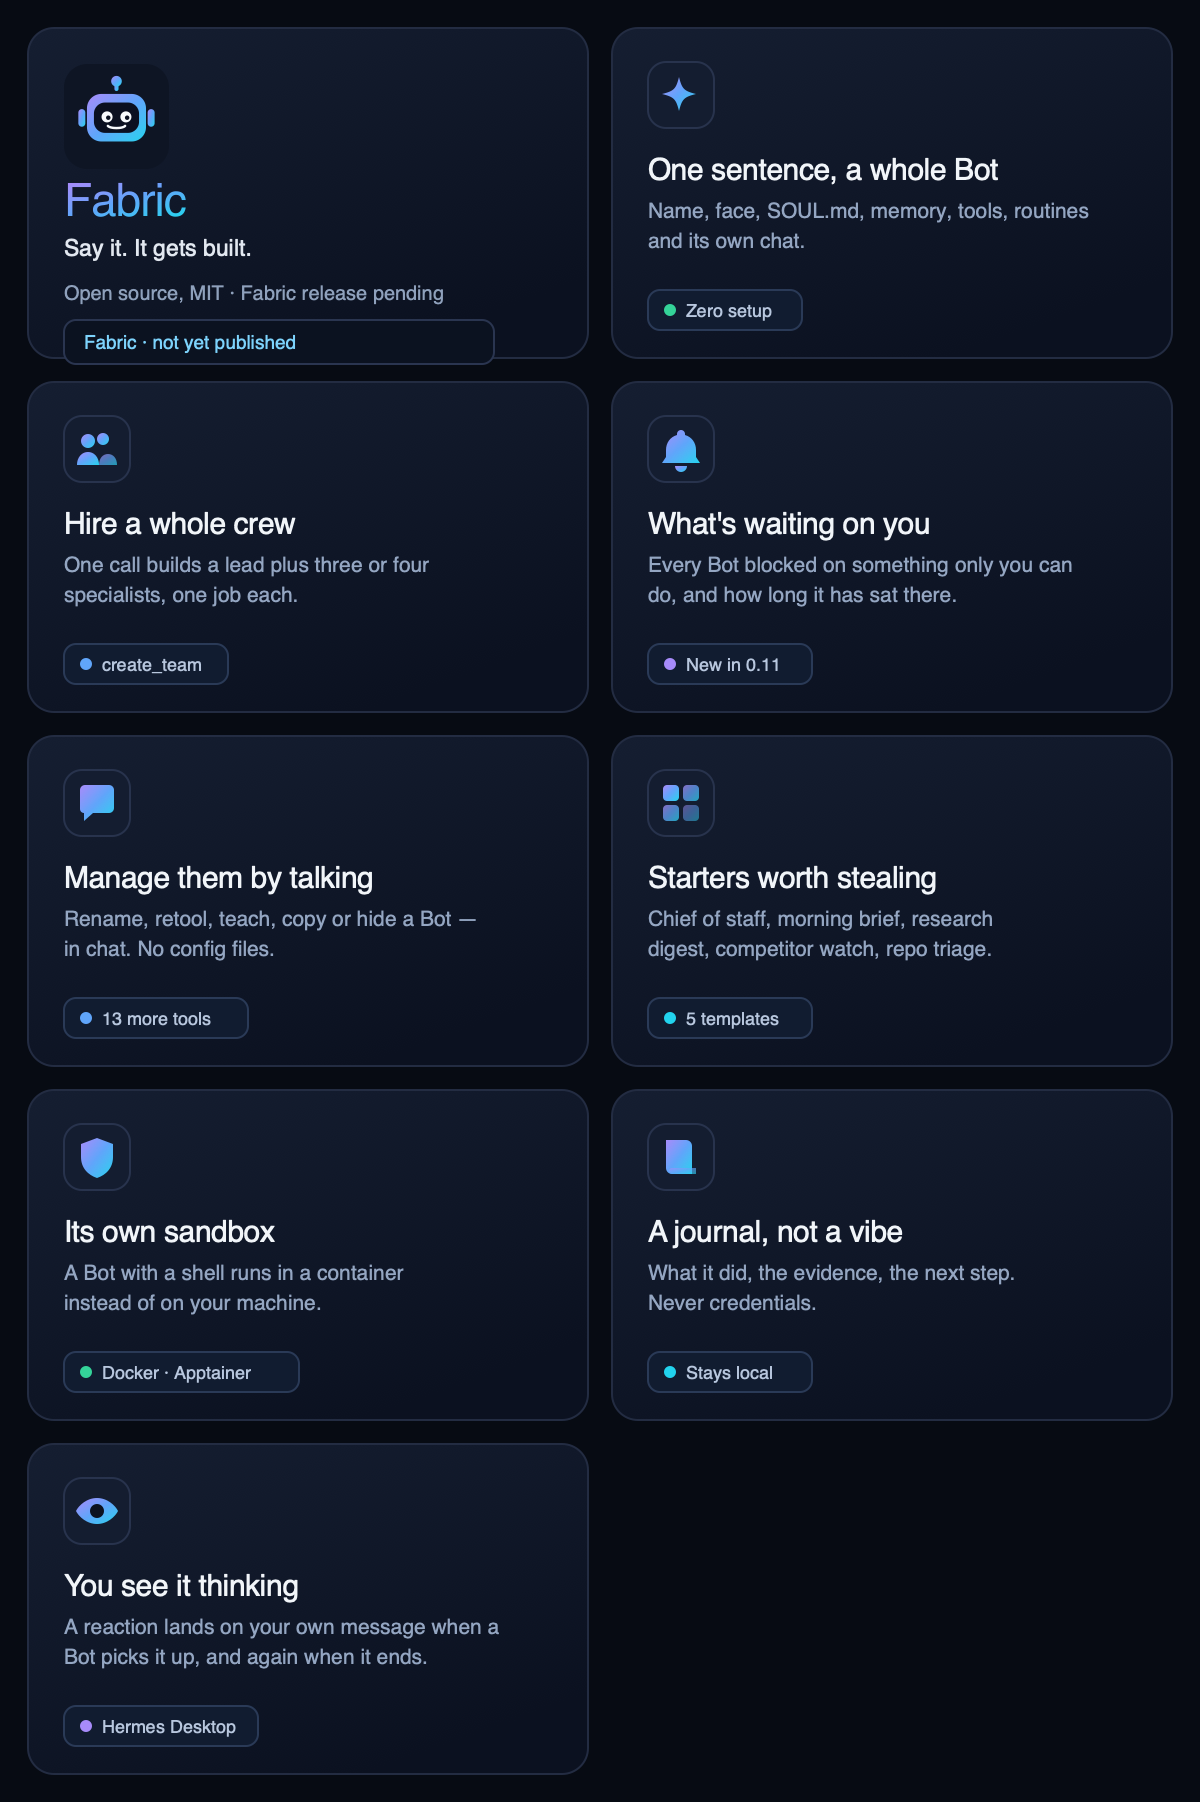 Fabric
Say it. It gets built.
Open source, MIT · Fabric release pending
Fabric · not yet published
One sentence, a whole Bot
Name, face, SOUL.md, memory, tools, routines
and its own chat.
Zero setup
Hire a whole crew
One call builds a lead plus three or four
specialists, one job each.
create_team
What's waiting on you
Every Bot blocked on something only you can
do, and how long it has sat there.
New in 0.11
Manage them by talking
Rename, retool, teach, copy or hide a Bot —
in chat. No config files.
13 more tools
Starters worth stealing
Chief of staff, morning brief, research
digest, competitor watch, repo triage.
5 templates
Its own sandbox
A Bot with a shell runs in a container
instead of on your machine.
Docker · Apptainer
A journal, not a vibe
What it did, the evidence, the next step.
Never credentials.
Stays local
You see it thinking
A reaction lands on your own message when a
Bot picks it up, and again when it ends.
Hermes Desktop